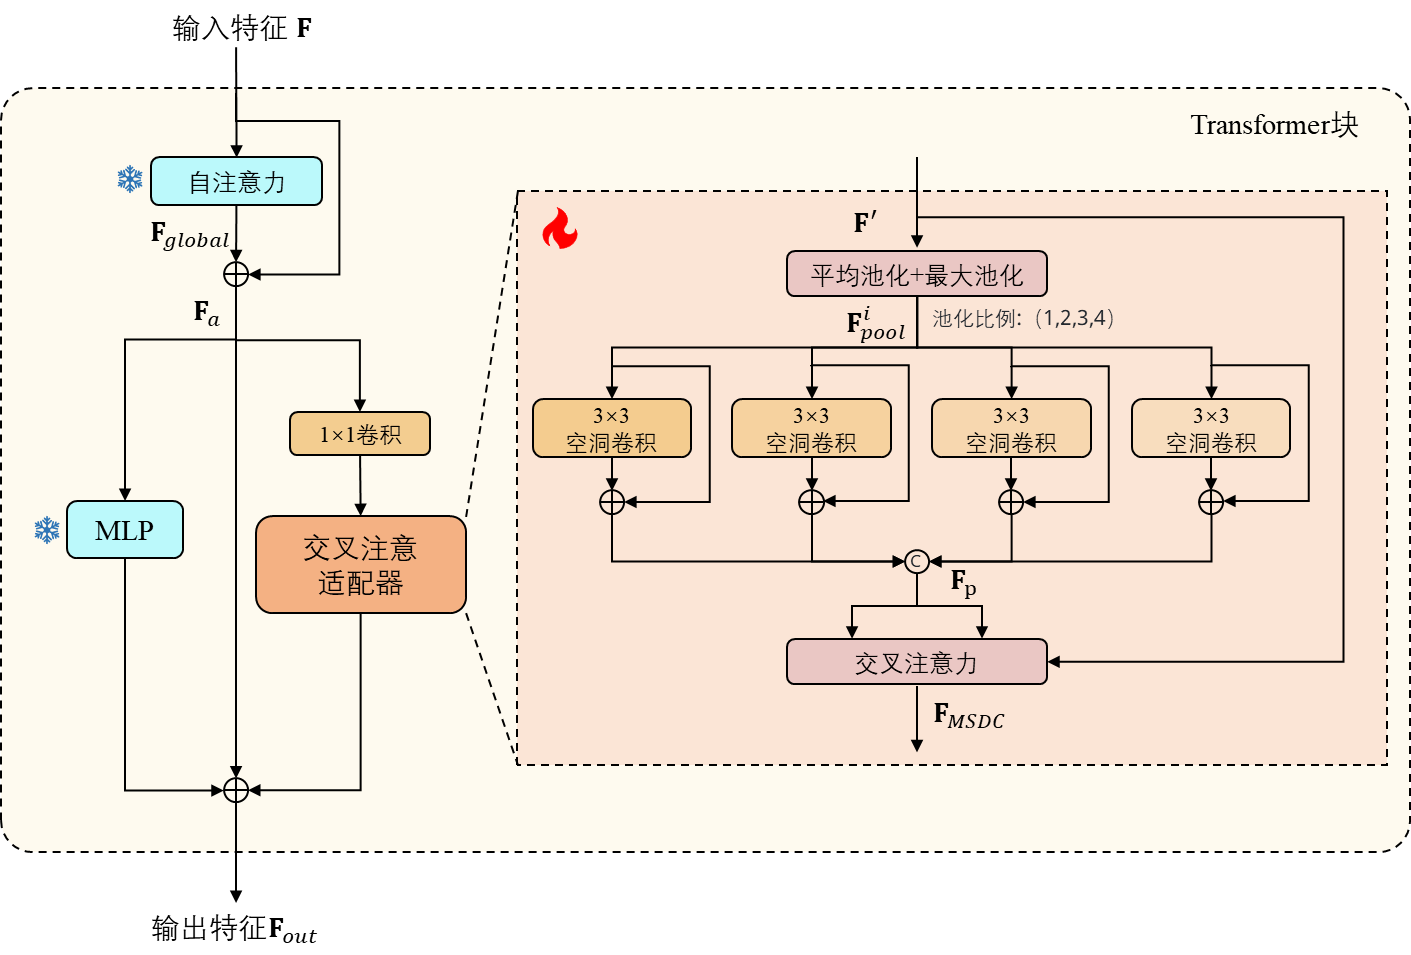 输入特征 F
Transformer块
自注意力
F_global
F_a
1×1卷积
MLP
交叉注意
适配器
输出特征F_out
F′
平均池化+最大池化
F^i_pool
池化比例:（1,2,3,4）
3×3
空洞卷积
3×3
空洞卷积
3×3
空洞卷积
3×3
空洞卷积
C
F_p
交叉注意力
F_MSDC